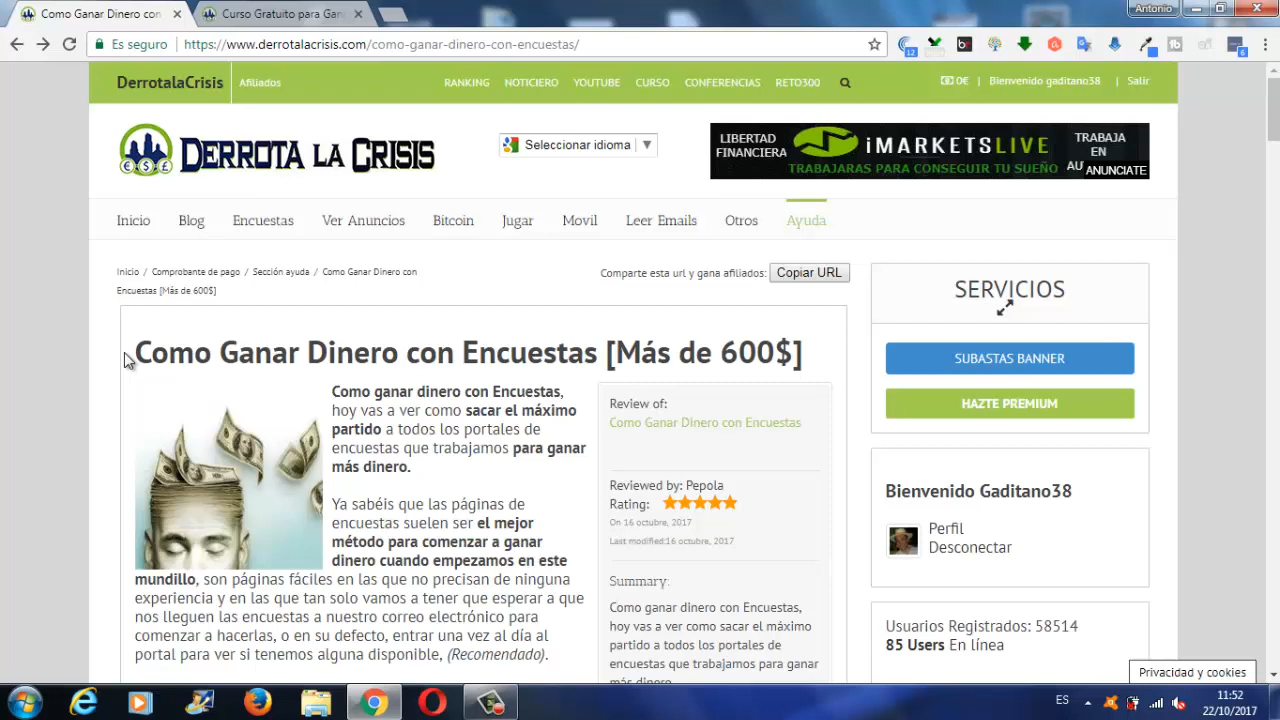 Como Ganar Dinero con
Curso Gratuito para Gan
Antonio
Es seguro
https://www.derrotalacrisis.com/como-ganar-dinero-con-encuestas/
12
6
DerrotalaCrisis
Afiliados
RANKING NOTICIERO YOUTUBE CURSO CONFERENCIAS RETO300
0€ | Bienvenido gaditano38 | Salir
DERROTA LA CRISIS
Seleccionar idioma
LIBERTAD FINANCIERA
iMARKETSLIVE
TRABAJARAS PARA CONSEGUIR TU SUEÑO
TRABAJA
EN
AU
ANUNCIATE
Inicio Blog Encuestas Ver Anuncios Bitcoin Jugar Movil Leer Emails Otros Ayuda
Inicio / Comprobante de pago / Sección ayuda / Como Ganar Dinero con
Encuestas [Más de 600$]
Comparte esta url y gana afiliados: Copiar URL
Como Ganar Dinero con Encuestas [Más de 600$]
Como ganar dinero con Encuestas,
hoy vas a ver como sacar el máximo
partido a todos los portales de
encuestas que trabajamos para ganar
más dinero.
Ya sabéis que las páginas de
encuestas suelen ser el mejor
método para comenzar a ganar
dinero cuando empezamos en este
mundillo, son páginas fáciles en las que no precisan de ninguna
experiencia y en las que tan solo vamos a tener que esperar a que
nos lleguen las encuestas a nuestro correo electrónico para
comenzar a hacerlas, o en su defecto, entrar una vez al día al
portal para ver si tenemos alguna disponible, (Recomendado).
Review of:
Como Ganar Dinero con Encuestas
Reviewed by: Pepola
Rating:
On 16 octubre, 2017
Last modified:16 octubre, 2017
Summary:
Como ganar dinero con Encuestas,
hoy vas a ver como sacar el máximo
partido a todos los portales de
encuestas que trabajamos para ganar
más dinero.
SERVICIOS
SUBASTAS BANNER
HAZTE PREMIUM
Bienvenido Gaditano38
Perfil
Desconectar
Usuarios Registrados: 58514
85 Users En línea
Privacidad y cookies
ES
11:52
22/10/2017